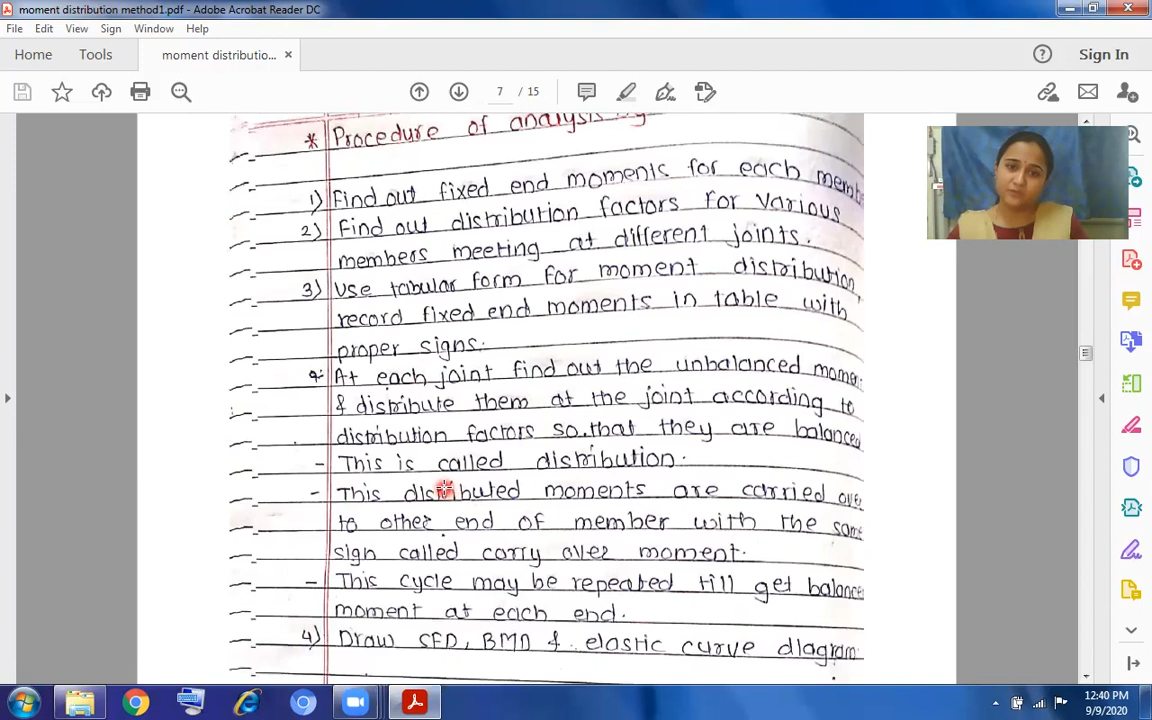 moment distribution method1.pdf - Adobe Acrobat Reader DC
File Edit View Sign Window Help
Home Tools moment distributio... × Sign In
7 / 15
* Procedure of analysis
1) Find out fixed end moments for each memb
2) Find out distribution factors for various
members meeting at different joints.
3) Use tabular form for moment distribution,
record fixed end moments in table with
proper signs.
At each joint find out the unbalanced mome
& distribute them at the joint according to
distribution factors so.that they are balanced
- This is called distribution.
- This distributed moments are carried over
to other end of member with the same
sign called carry over moment.
- This cycle may be repeated till get balance
moment at each end.
4) Draw SFD, BMD & elastic curve diagram.
12:40 PM
9/9/2020